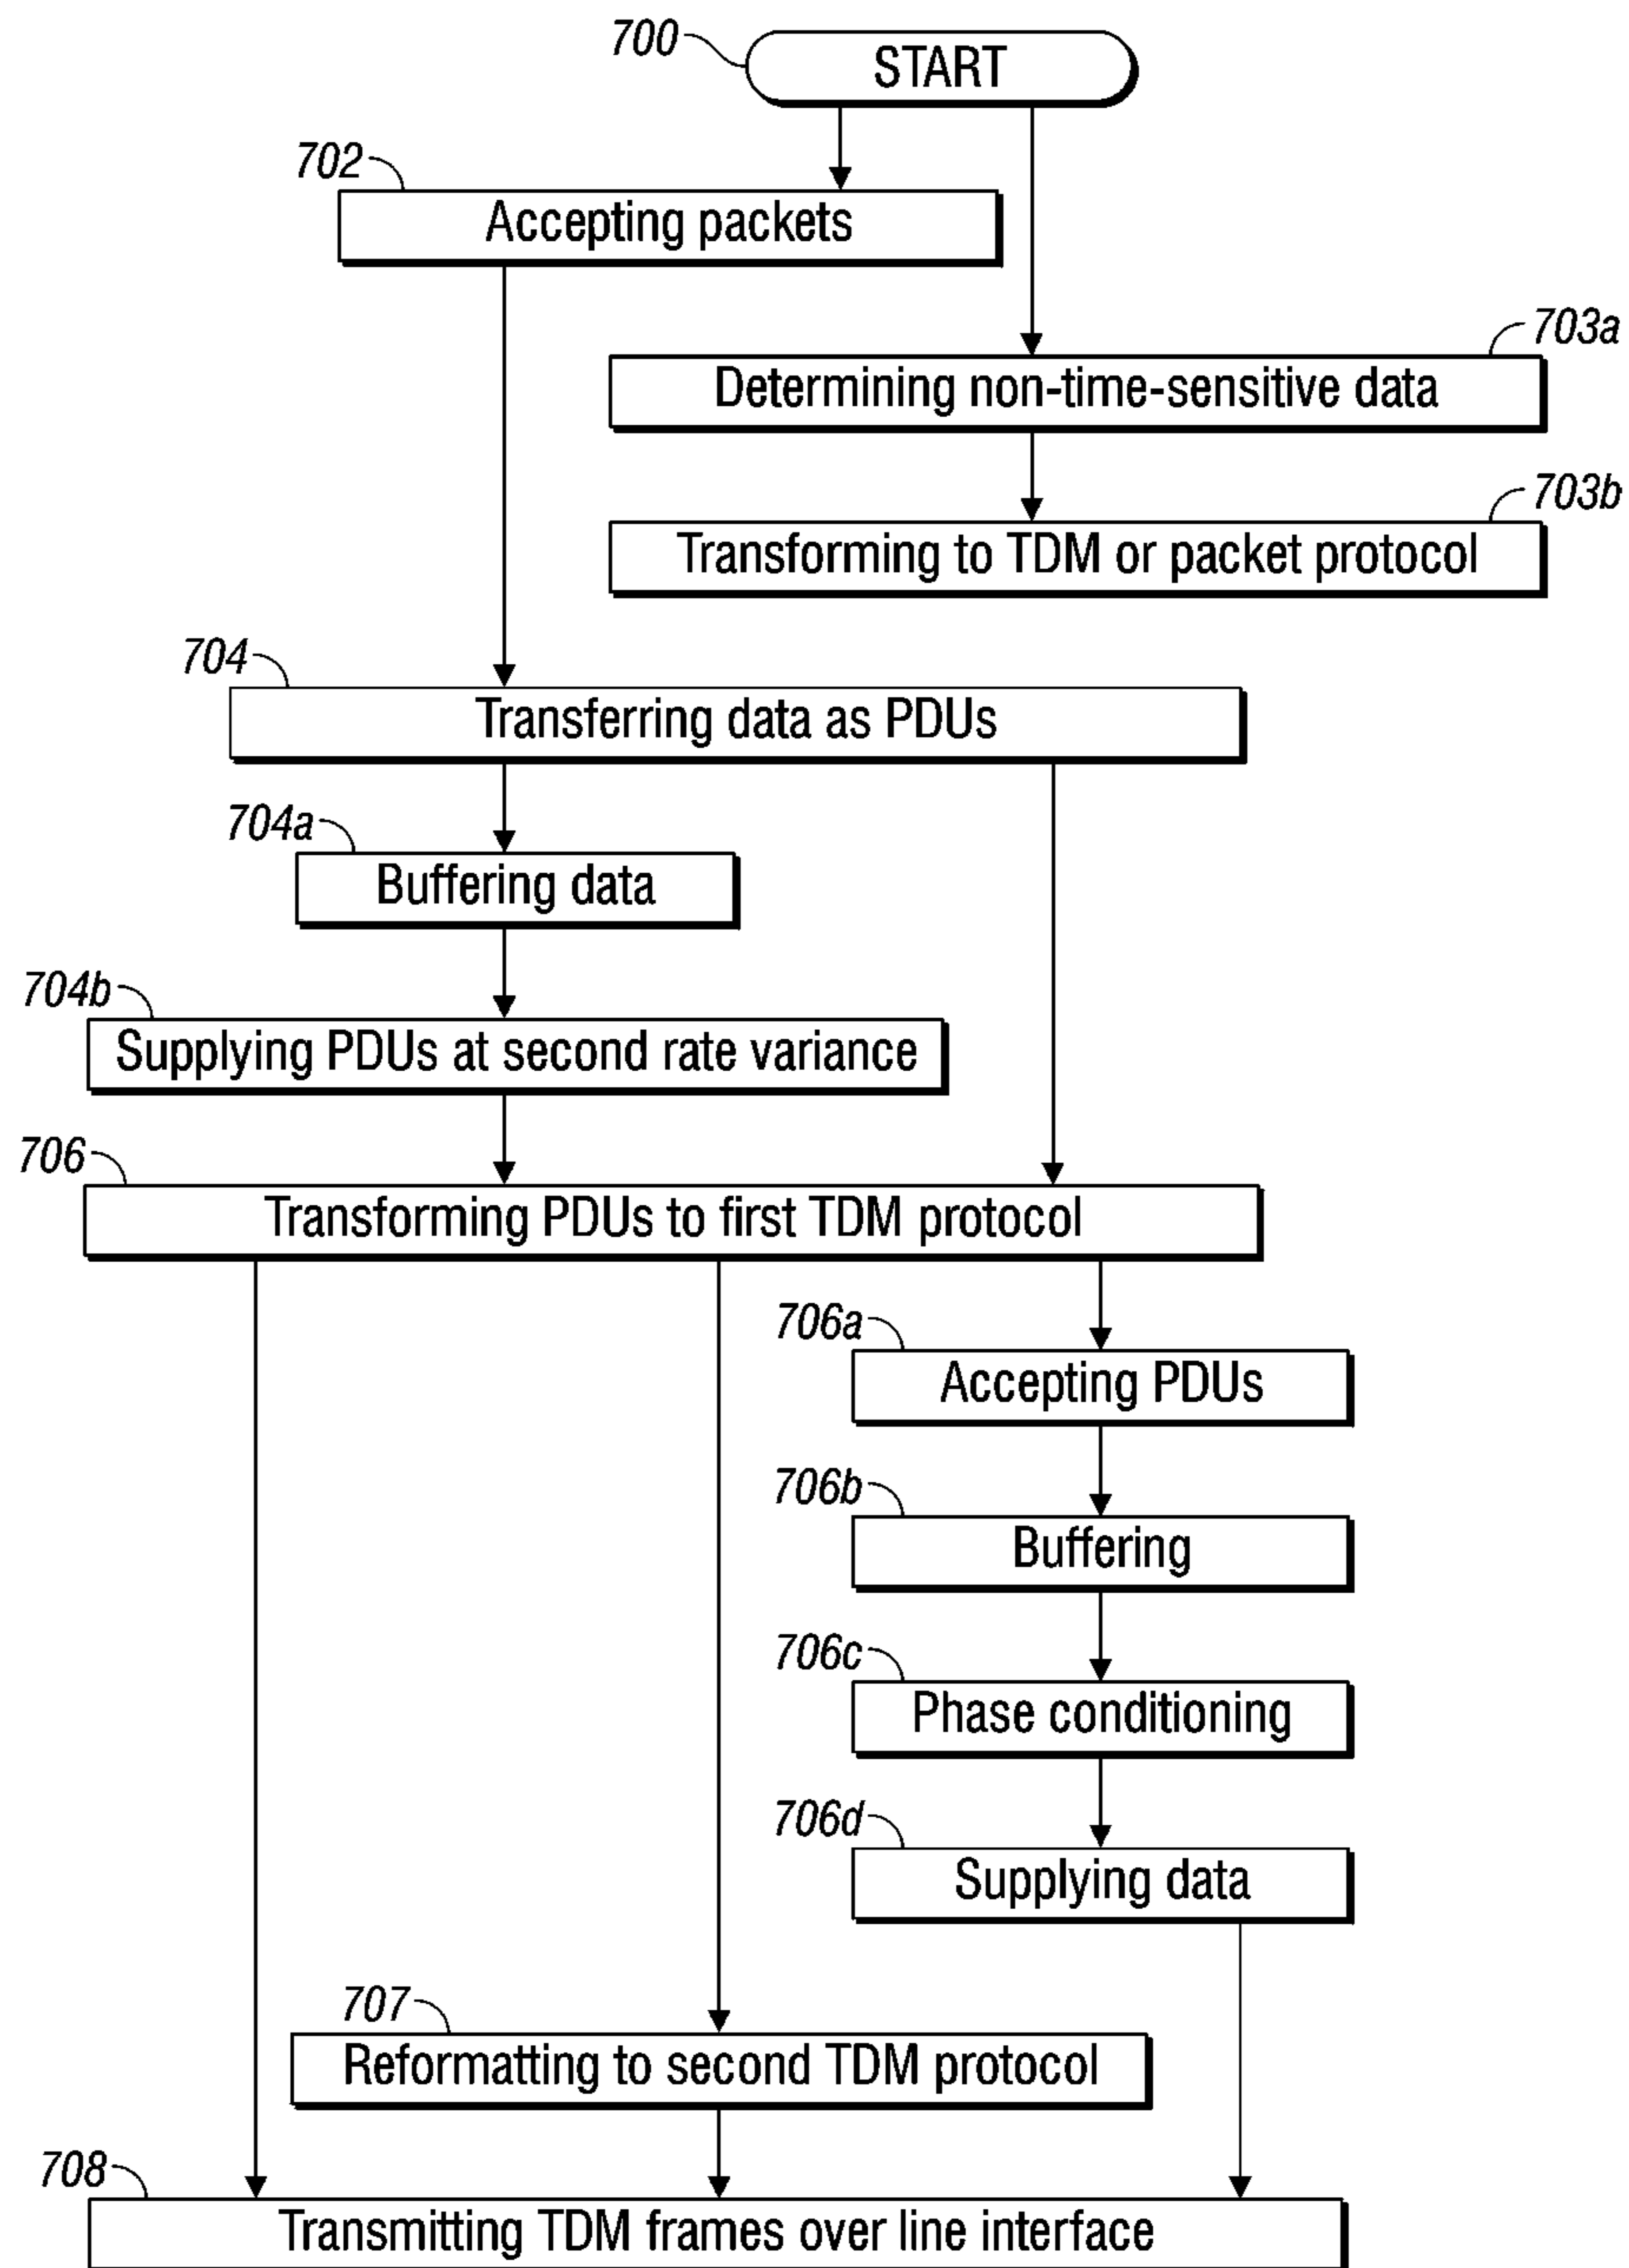 700
START
702
Accepting packets
703a
Determining non-time-sensitive data
703b
Transforming to TDM or packet protocol
704
Transferring data as PDUs
704a
Buffering data
704b
Supplying PDUs at second rate variance
706
Transforming PDUs to first TDM protocol
706a
Accepting PDUs
706b
Buffering
706c
Phase conditioning
706d
Supplying data
707
Reformatting to second TDM protocol
708
Transmitting TDM frames over line interface